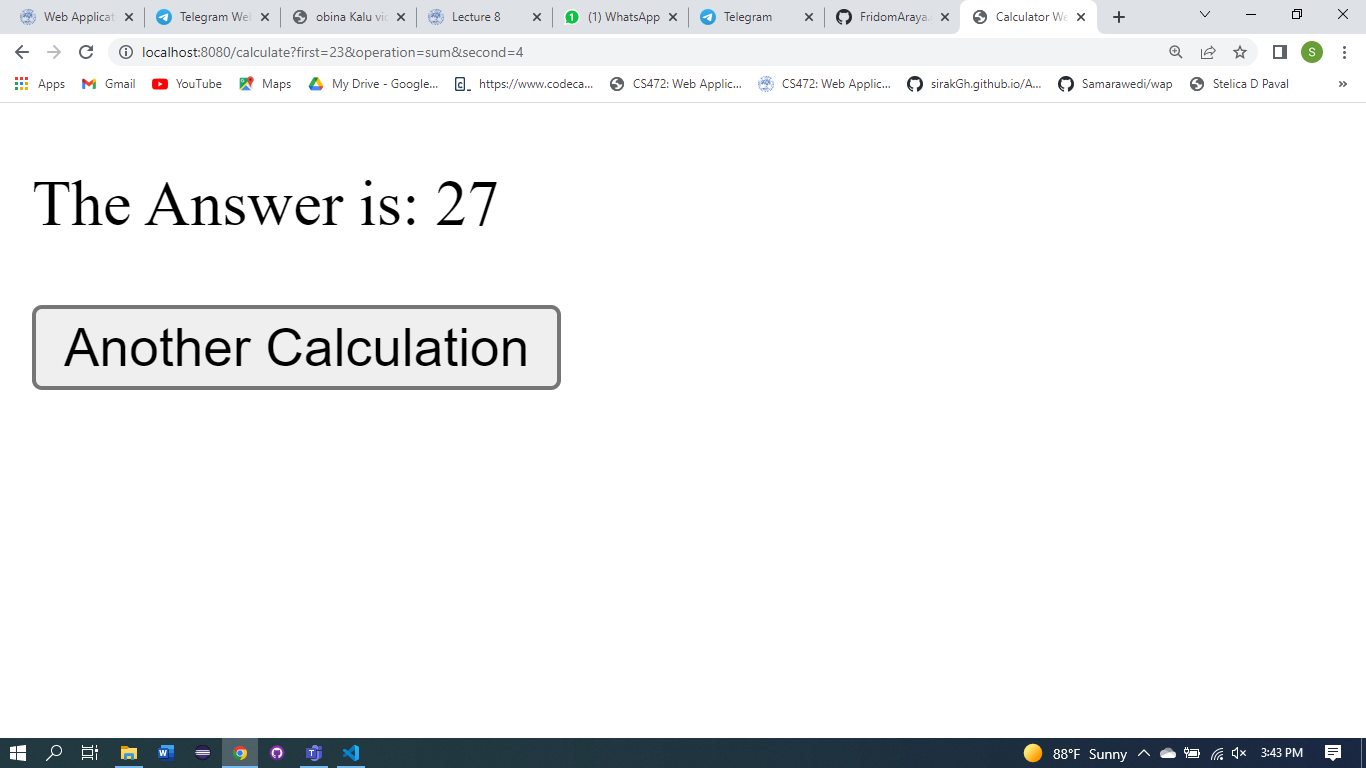 Web Applicat
Telegram Wel
obina Kalu vic
Lecture 8
(1) WhatsApp
Telegram
FridomAraya.
Calculator We
localhost:8080/calculate?first=23&operation=sum&second=4
S
Apps
Gmail
YouTube
Maps
My Drive - Google...
https://www.codeca...
CS472: Web Applic...
CS472: Web Applic...
sirakGh.github.io/A...
Samarawedi/wap
Stelica D Paval
»
The Answer is: 27
Another Calculation
88°F Sunny
3:43 PM